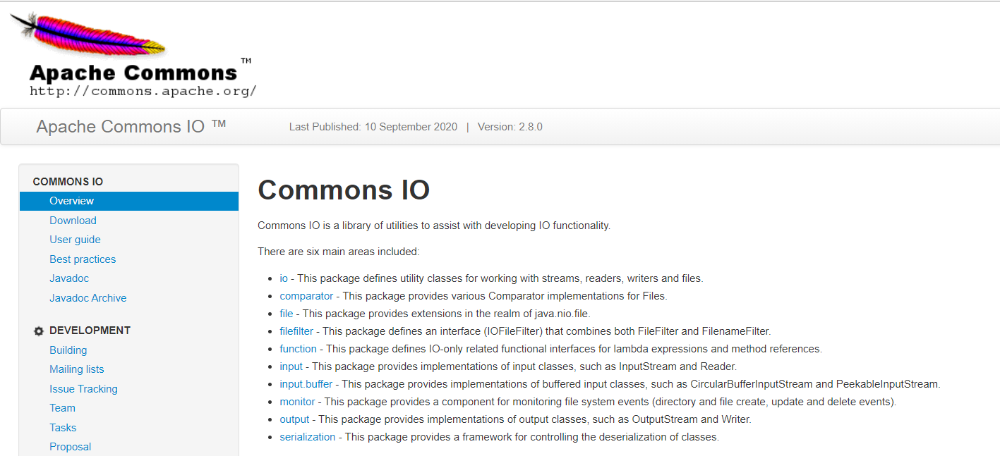 Apache Commons ™
http://commons.apache.org/
Apache Commons IO ™
Last Published: 10 September 2020 | Version: 2.8.0
COMMONS IO
Overview
Download
User guide
Best practices
Javadoc
Javadoc Archive
DEVELOPMENT
Building
Mailing lists
Issue Tracking
Team
Tasks
Proposal
Commons IO
Commons IO is a library of utilities to assist with developing IO functionality.
There are six main areas included:
• io - This package defines utility classes for working with streams, readers, writers and files.
• comparator - This package provides various Comparator implementations for Files.
• file - This package provides extensions in the realm of java.nio.file.
• filefilter - This package defines an interface (IOFileFilter) that combines both FileFilter and FilenameFilter.
• function - This package defines IO-only related functional interfaces for lambda expressions and method references.
• input - This package provides implementations of input classes, such as InputStream and Reader.
• input.buffer - This package provides implementations of buffered input classes, such as CircularBufferInputStream and PeekableInputStream.
• monitor - This package provides a component for monitoring file system events (directory and file create, update and delete events).
• output - This package provides implementations of output classes, such as OutputStream and Writer.
• serialization - This package provides a framework for controlling the deserialization of classes.